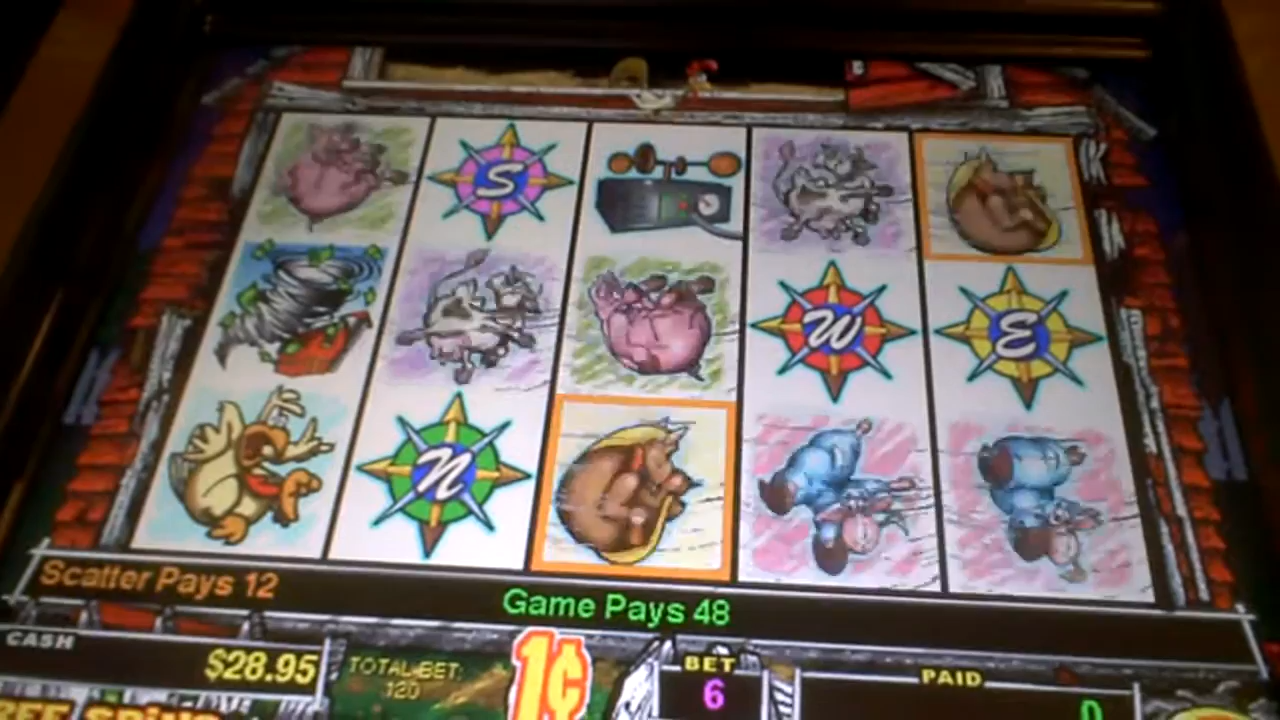 S
W
E
N
Scatter Pays 12
Game Pays 48
CASH
$28.95
TOTAL BET:
120
1¢
BET
6
PAID
0